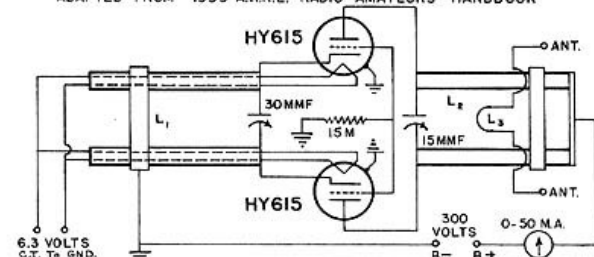 ADAPTED FROM 1939 A.R.R.L. RADIO AMATEURS HANDBOOK
HY615
ANT.
L1
30MMF
15M
L2
L3
15MMF
HY615
ANT.
6.3 VOLTS
C.T. To GND.
300
VOLTS
B- B+
0-50 M.A.